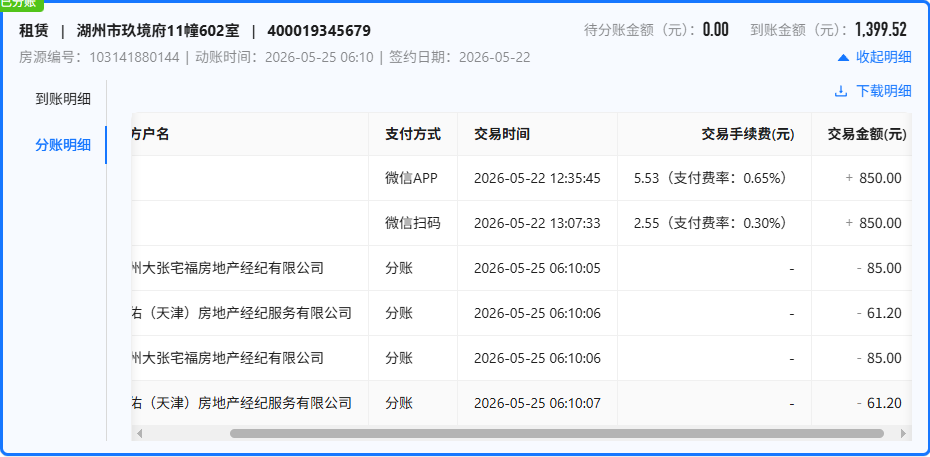 已分账
租赁 | 湖州市玖境府11幢602室 | 400019345679 待分账金额（元）: 0.00 到账金额（元）: 1,399.52
房源编号：103141880144 | 动账时间：2026-05-25 06:10 | 签约日期：2026-05-22 收起明细
到账明细 下载明细
分账明细
方户名 支付方式 交易时间 交易手续费(元) 交易金额(元)
微信APP 2026-05-22 12:35:45 5.53（支付费率：0.65%） + 850.00
微信扫码 2026-05-22 13:07:33 2.55（支付费率：0.30%） + 850.00
州大张宅福房地产经纪有限公司 分账 2026-05-25 06:10:05 - - 85.00
佑（天津）房地产经纪服务有限公司 分账 2026-05-25 06:10:06 - - 61.20
州大张宅福房地产经纪有限公司 分账 2026-05-25 06:10:06 - - 85.00
佑（天津）房地产经纪服务有限公司 分账 2026-05-25 06:10:07 - - 61.20